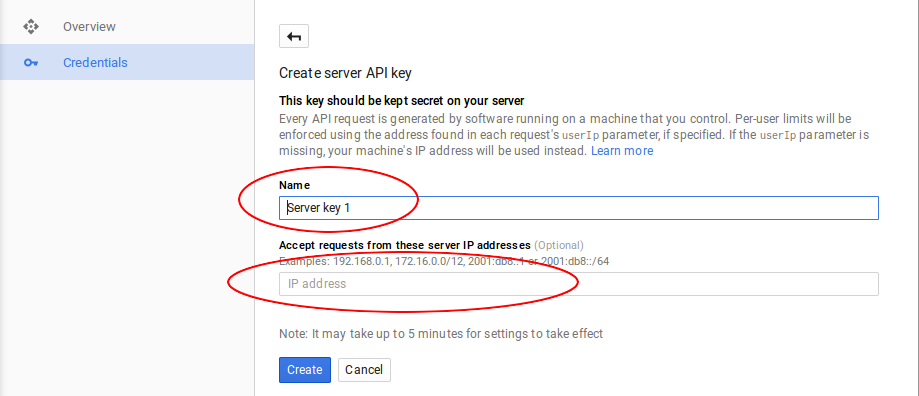 Overview
Credentials
Create server API key
This key should be kept secret on your server
Every API request is generated by software running on a machine that you control. Per-user limits will be
enforced using the address found in each request's userIp parameter, if specified. If the userIp parameter is
missing, your machine's IP address will be used instead. Learn more
Name
Server key 1
Accept requests from these server IP addresses (Optional)
Examples: 192.168.0.1, 172.16.0.0/12, 2001:db8::1 or 2001:db8::/64
IP address
Note: It may take up to 5 minutes for settings to take effect
Create
Cancel